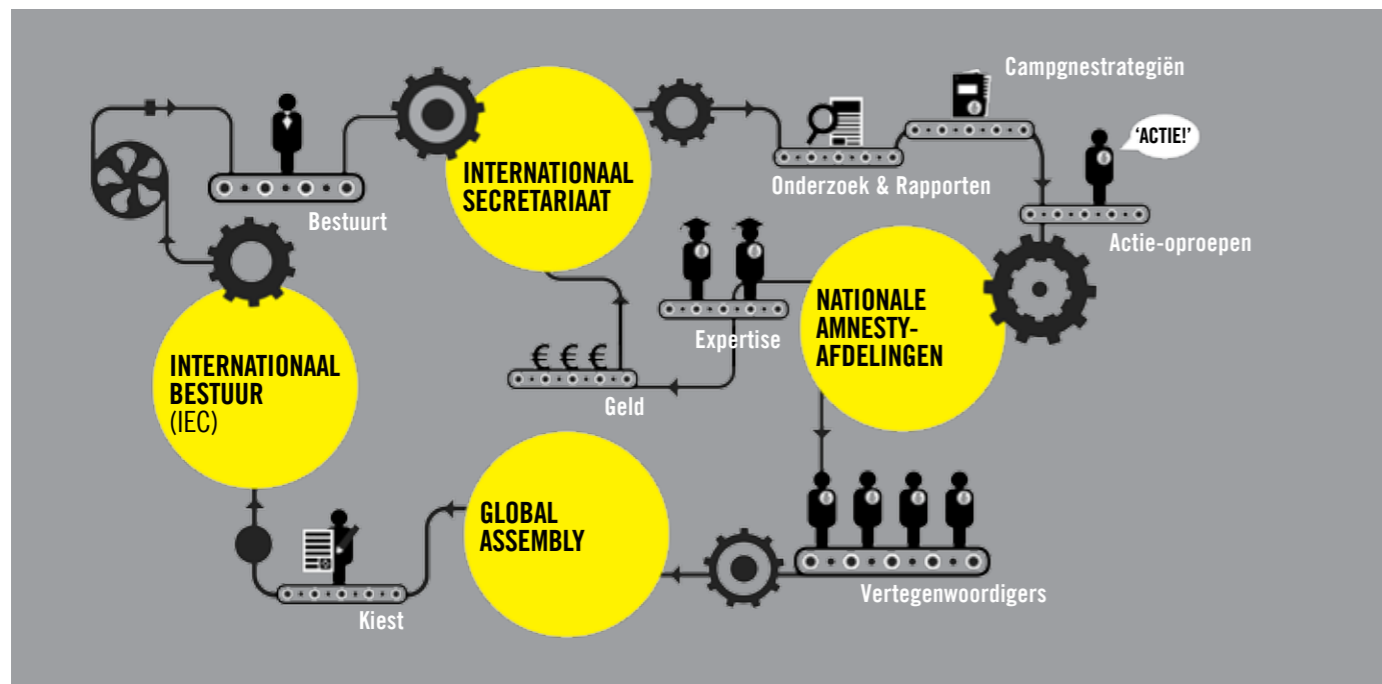 Campgnestrategiën
'ACTIE!'
INTERNATIONAAL
SECRETARIAAT
Onderzoek & Rapporten
Bestuurt
Actie-oproepen
NATIONALE
AMNESTY-
AFDELINGEN
Expertise
INTERNATIONAAL
BESTUUR
(IEC)
€ € €
Geld
GLOBAL
ASSEMBLY
Vertegenwoordigers
Kiest